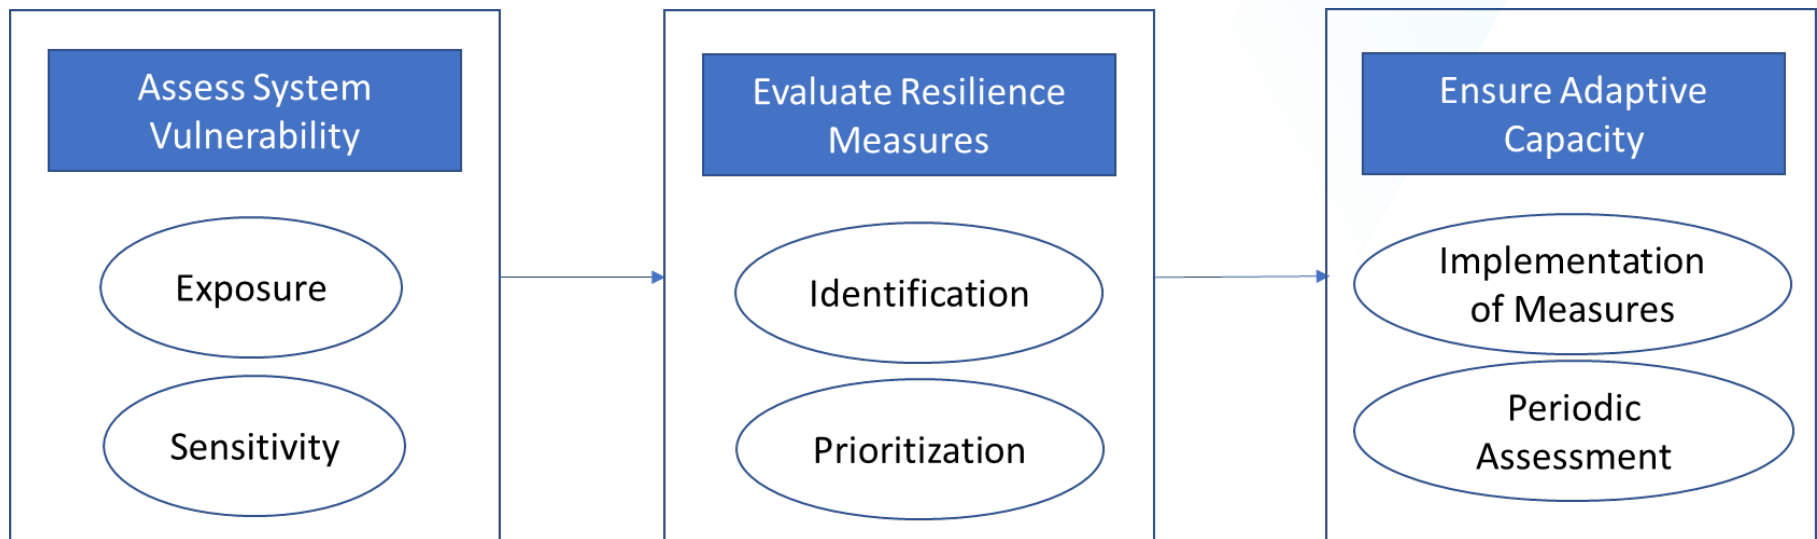 Assess System
Vulnerability
Exposure
Sensitivity
Evaluate Resilience
Measures
Identification
Prioritization
Ensure Adaptive
Capacity
Implementation
of Measures
Periodic
Assessment